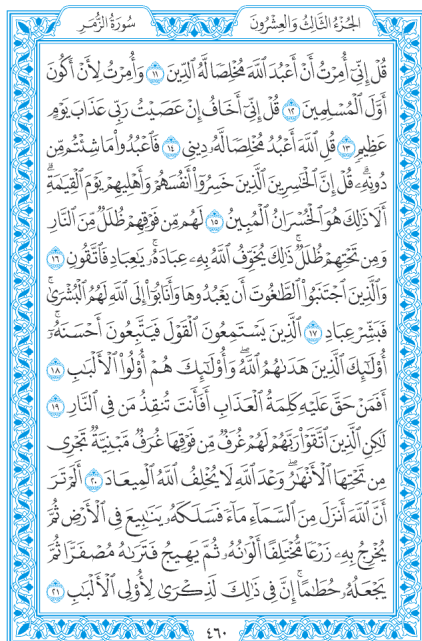 الجُزْءُ الثَّالِثُ وَالْعِشْرُونَ
سُورَةُ الزُّمَرِ
قُلْ إِنِّيٓ أُمِرْتُ أَنْ أَعْبُدَ ٱللَّهَ مُخْلِصًا لَّهُ ٱلدِّينَ ١١ وَأُمِرْتُ لِأَنْ أَكُونَ
أَوَّلَ ٱلْمُسْلِمِينَ ١٢ قُلْ إِنِّيٓ أَخَافُ إِنْ عَصَيْتُ رَبِّي عَذَابَ يَوْمٍ
عَظِيمٍ ١٣ قُلِ ٱللَّهَ أَعْبُدُ مُخْلِصًا لَّهُۥ دِينِي ١٤ فَٱعْبُدُوا۟ مَا شِئْتُم مِّن
دُونِهِۦۗ قُلْ إِنَّ ٱلْخَٰسِرِينَ ٱلَّذِينَ خَسِرُوٓا۟ أَنفُسَهُمْ وَأَهْلِيهِمْ يَوْمَ ٱلْقِيَٰمَةِۗ
أَلَا ذَٰلِكَ هُوَ ٱلْخُسْرَانُ ٱلْمُبِينُ ١٥ لَهُم مِّن فَوْقِهِمْ ظُلَلٌ مِّنَ ٱلنَّارِ
وَمِن تَحْتِهِمْ ظُلَلٌۚ ذَٰلِكَ يُخَوِّفُ ٱللَّهُ بِهِۦ عِبَادَهُۥۚ يَٰعِبَادِ فَٱتَّقُونِ ١٦
وَٱلَّذِينَ ٱجْتَنَبُوا۟ ٱلطَّٰغُوتَ أَن يَعْبُدُوهَا وَأَنَابُوٓا۟ إِلَى ٱللَّهِ لَهُمُ ٱلْبُشْرَىٰۚ
فَبَشِّرْ عِبَادِ ١٧ ٱلَّذِينَ يَسْتَمِعُونَ ٱلْقَوْلَ فَيَتَّبِعُونَ أَحْسَنَهُۥٓۚ
أُو۟لَٰٓئِكَ ٱلَّذِينَ هَدَىٰهُمُ ٱللَّهُۖ وَأُو۟لَٰٓئِكَ هُمْ أُو۟لُوا۟ ٱلْأَلْبَٰبِ ١٨
أَفَمَنْ حَقَّ عَلَيْهِ كَلِمَةُ ٱلْعَذَابِ أَفَأَنتَ تُنقِذُ مَن فِي ٱلنَّارِ ١٩
لَٰكِنِ ٱلَّذِينَ ٱتَّقَوْا۟ رَبَّهُمْ لَهُمْ غُرَفٌ مِّن فَوْقِهَا غُرَفٌ مَّبْنِيَّةٌ تَجْرِي
مِن تَحْتِهَا ٱلْأَنْهَٰرُۖ وَعْدَ ٱللَّهِ لَا يُخْلِفُ ٱللَّهُ ٱلْمِيعَادَ ٢٠ أَلَمْ تَرَ
أَنَّ ٱللَّهَ أَنزَلَ مِنَ ٱلسَّمَآءِ مَآءً فَسَلَكَهُۥ يَنَٰبِيعَ فِي ٱلْأَرْضِ ثُمَّ
يُخْرِجُ بِهِۦ زَرْعًا مُّخْتَلِفًا أَلْوَٰنُهُۥ ثُمَّ يَهِيجُ فَتَرَىٰهُ مُصْفَرًّا ثُمَّ
يَجْعَلُهُۥ حُطَٰمًاۚ إِنَّ فِي ذَٰلِكَ لَذِكْرَىٰ لِأُو۟لِي ٱلْأَلْبَٰبِ ٢١
٤٦٠